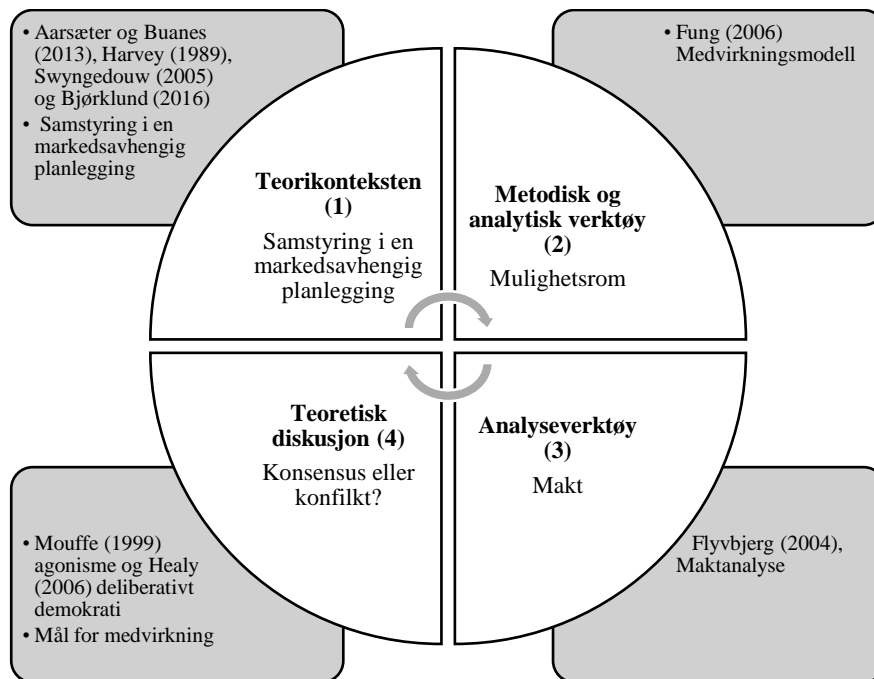 • Aarsæter og Buanes
(2013), Harvey (1989),
Swyngedouw (2005)
og Bjørklund (2016)
• Samstyring i en
markedsavhengig
planlegging
• Fung (2006)
Medvirkningsmodell
Teorikonteksten
(1)
Samstyring i en
markedsavhengig
planlegging
Metodisk og
analytisk verktøy
(2)
Mulighetsrom
Teoretisk
diskusjon (4)
Konsensus eller
konfilkt?
Analyseverktøy
(3)
Makt
• Mouffe (1999)
agonisme og Healy
(2006) deliberativt
demokrati
• Mål for medvirkning
Flyvbjerg (2004),
Maktanalyse